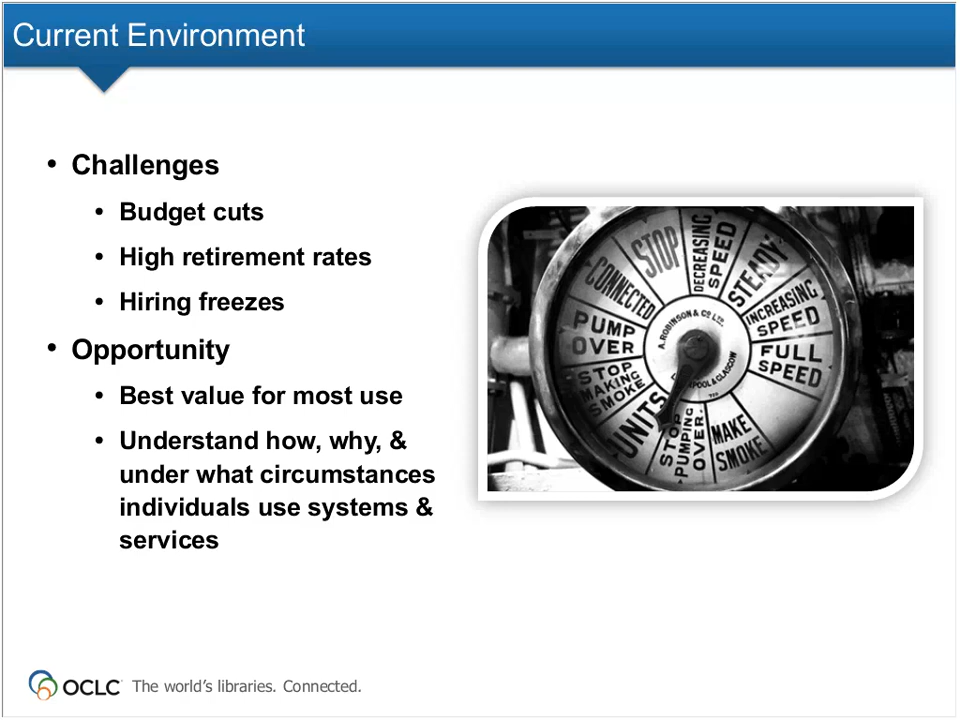 Current Environment
• Challenges
• Budget cuts
• High retirement rates
• Hiring freezes
• Opportunity
• Best value for most use
• Understand how, why, &
under what circumstances
individuals use systems &
services
STOP
DECREASING
SPEED
STEADY
INCREASING
SPEED
FULL
SPEED
MAKE
SMOKE
STOP
PUMPING
OVER.
UNITS
STOP
MAKING
SMOKE
PUMP
OVER
CONNECTED
A. ROBINSON & CO LTD.
& GLASGOW
OCLC
The world's libraries. Connected.